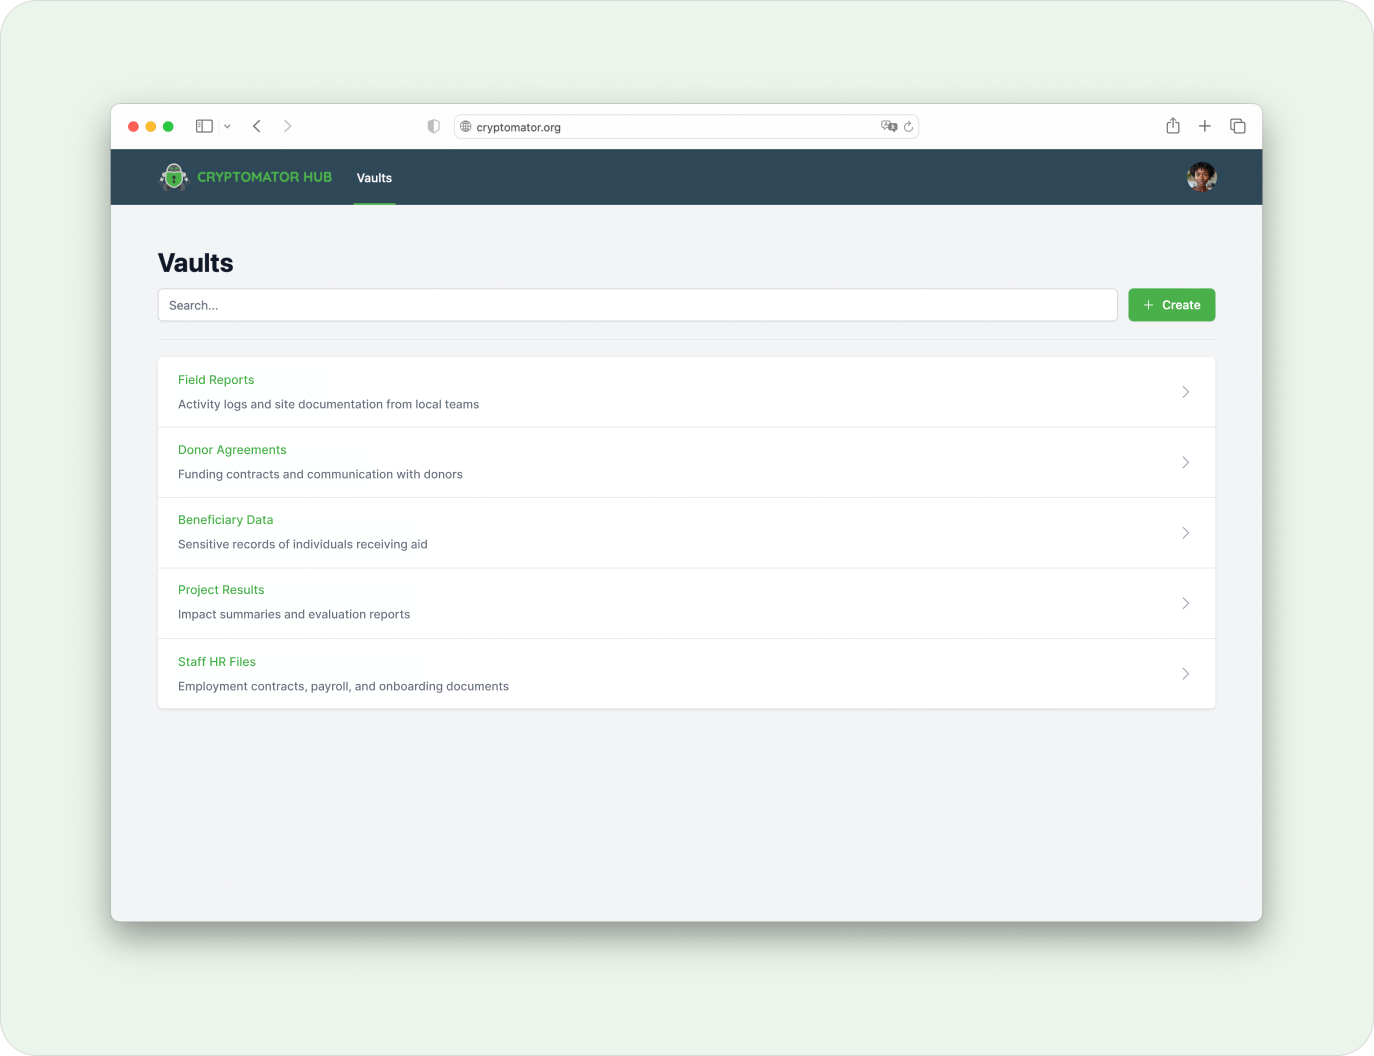 cryptomator.org
CRYPTOMATOR HUB
Vaults
Vaults
Search...
+ Create
Field Reports
Activity logs and site documentation from local teams
Donor Agreements
Funding contracts and communication with donors
Beneficiary Data
Sensitive records of individuals receiving aid
Project Results
Impact summaries and evaluation reports
Staff HR Files
Employment contracts, payroll, and onboarding documents